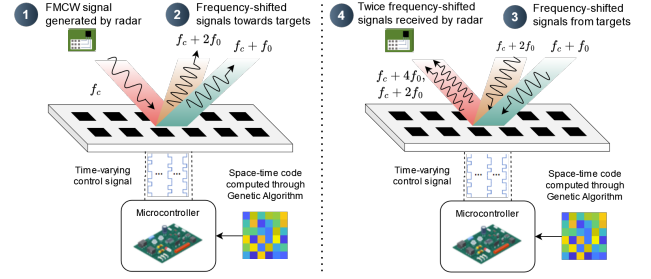 1 FMCW signal
generated by radar
2 Frequency-shifted
signals towards targets
f_c + 2f_0
f_c + f_0
f_c
Time-varying
control signal
...
...
Space-time code
computed through
Genetic Algorithm
Microcontroller
4 Twice frequency-shifted
signals received by radar
3 Frequency-shifted
signals from targets
f_c + 2f_0
f_c + f_0
f_c + 4f_0,
f_c + 2f_0
Time-varying
control signal
...
...
Space-time code
computed through
Genetic Algorithm
Microcontroller